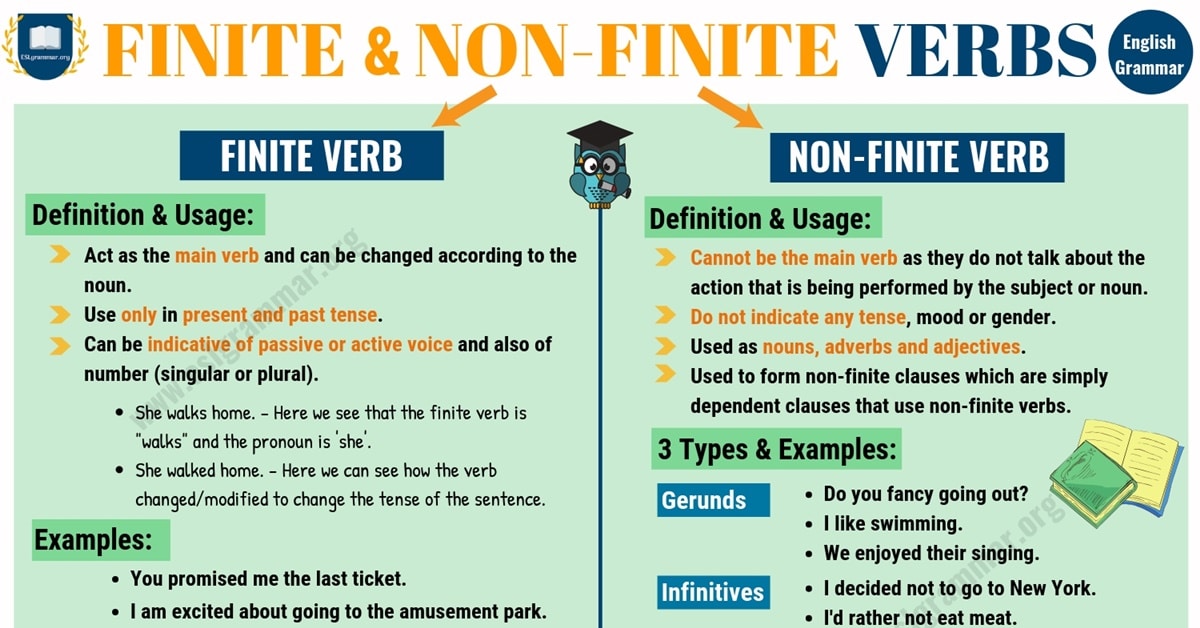 ESLgrammar.org
FINITE & NON-FINITE VERBS
English
Grammar
FINITE VERB
Definition & Usage:
Act as the main verb and can be changed according to the
noun.
Use only in present and past tense.
Can be indicative of passive or active voice and also of
number (singular or plural).
She walks home. – Here we see that the finite verb is
"walks" and the pronoun is 'she'.
She walked home. – Here we can see how the verb
changed/modified to change the tense of the sentence.
Examples:
You promised me the last ticket.
I am excited about going to the amusement park.
www.eslgrammar.org
NON-FINITE VERB
Definition & Usage:
Cannot be the main verb as they do not talk about the
action that is being performed by the subject or noun.
Do not indicate any tense, mood or gender.
Used as nouns, adverbs and adjectives.
Used to form non-finite clauses which are simply
dependent clauses that use non-finite verbs.
3 Types & Examples:
Gerunds
Do you fancy going out?
I like swimming.
We enjoyed their singing.
Infinitives
I decided not to go to New York.
I'd rather not eat meat.